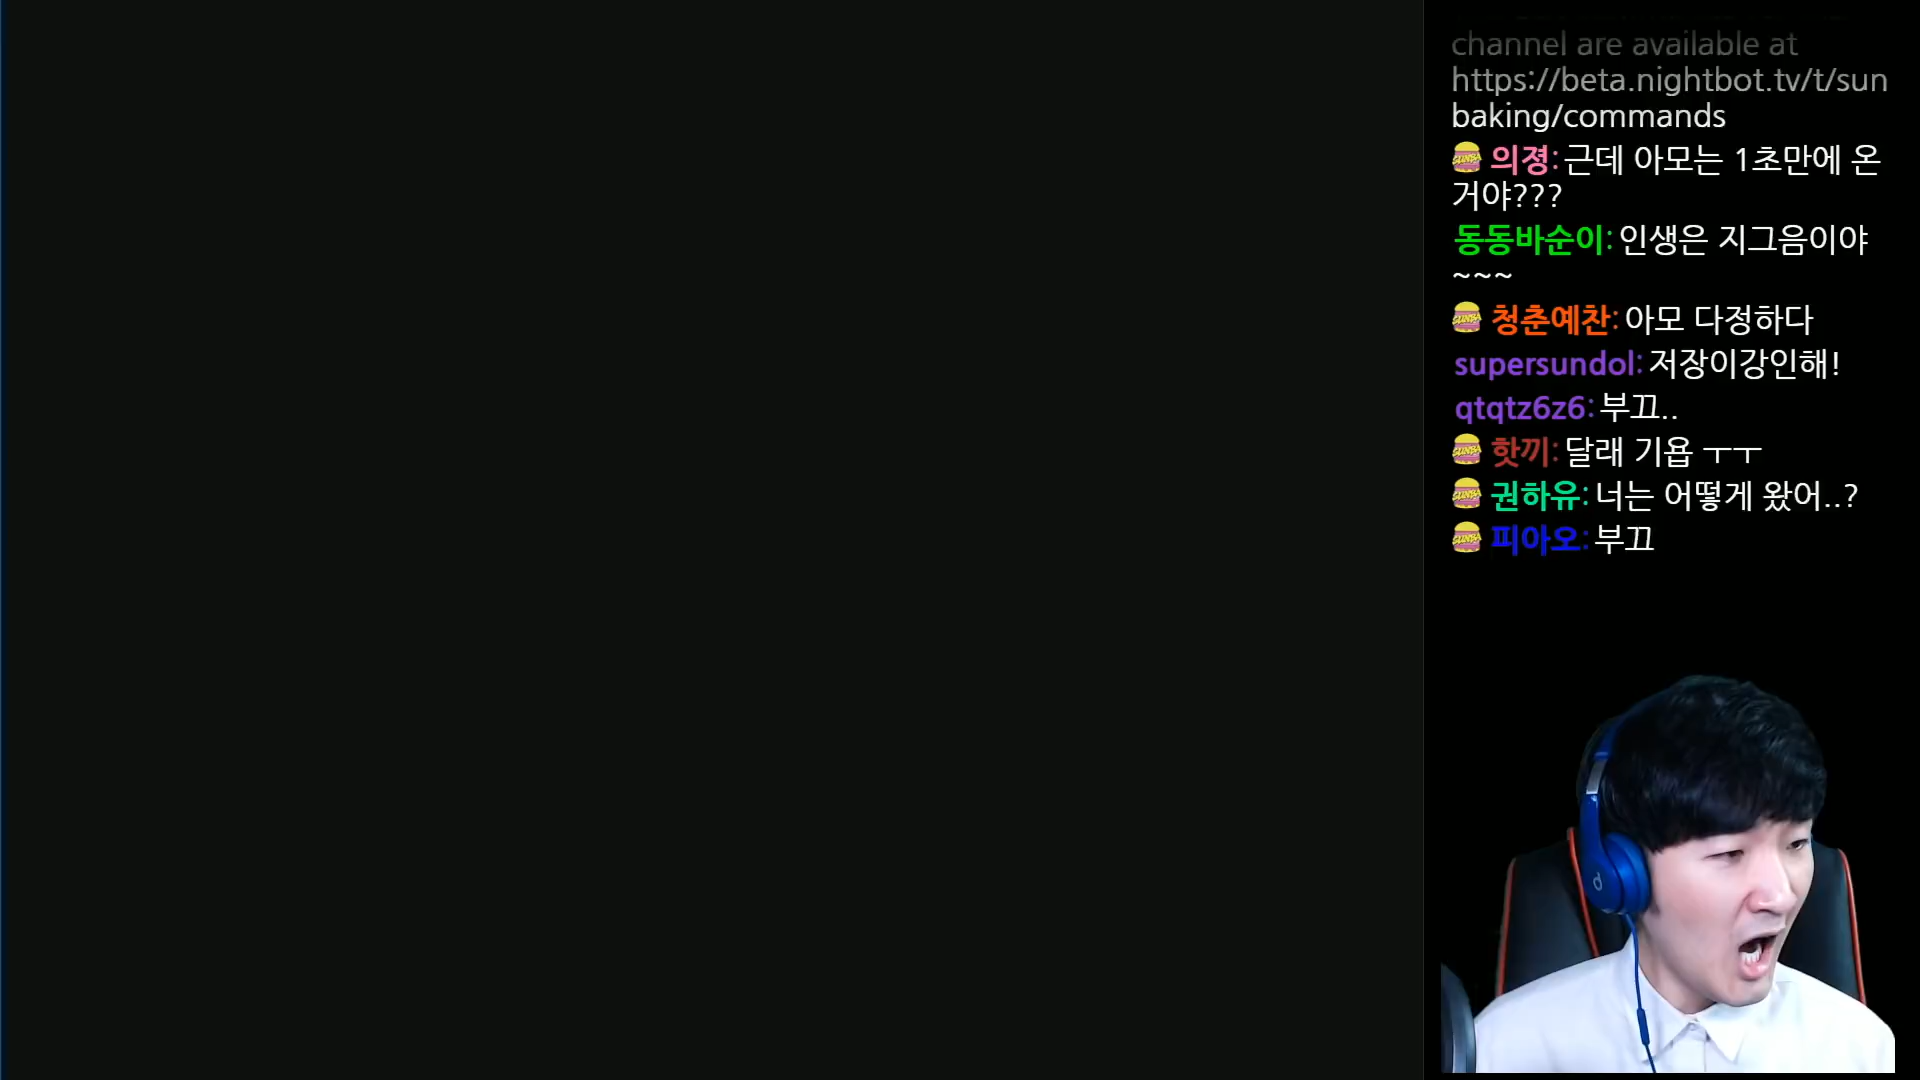 channel are available at
https://beta.nightbot.tv/t/sun
baking/commands
의졍: 근데 아모는 1초만에 온
거야???
동동바순이: 인생은 지그음이야
~~~
청춘예찬: 아모 다정하다
supersundol: 저장이강인해!
qtqtz6z6: 부끄..
핫끼: 달래 기욥 ㅜㅜ
권하유: 너는 어떻게 왔어..?
피아오: 부끄